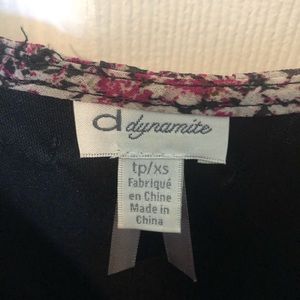 d dynamite
tp/xs
Fabriqué
en Chine
Made in
China